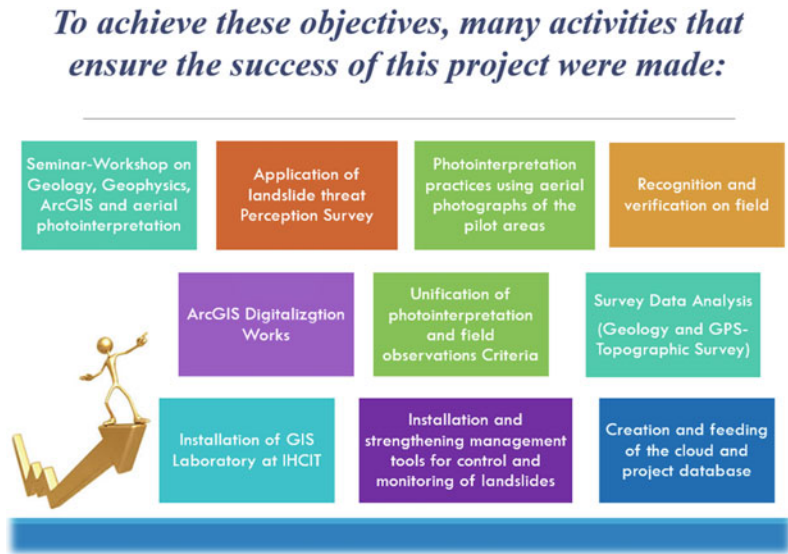 To achieve these objectives, many activities that
ensure the success of this project were made:
Seminar-Workshop on
Geology, Geophysics,
ArcGIS and aerial
photointerpretation
Application of
landslide threat
Perception Survey
Photointerpretation
practices using aerial
photographs of the
pilot areas
Recognition and
verification on field
ArcGIS Digitalizgtion
Works
Unification of
photointerpretation
and field
observations Criteria
Survey Data Analysis
(Geology and GPS-
Topographic Survey)
Installation of GIS
Laboratory at IHCIT
Installation and
strengthening management
tools for control and
monitoring of landslides
Creation and feeding
of the cloud and
project database